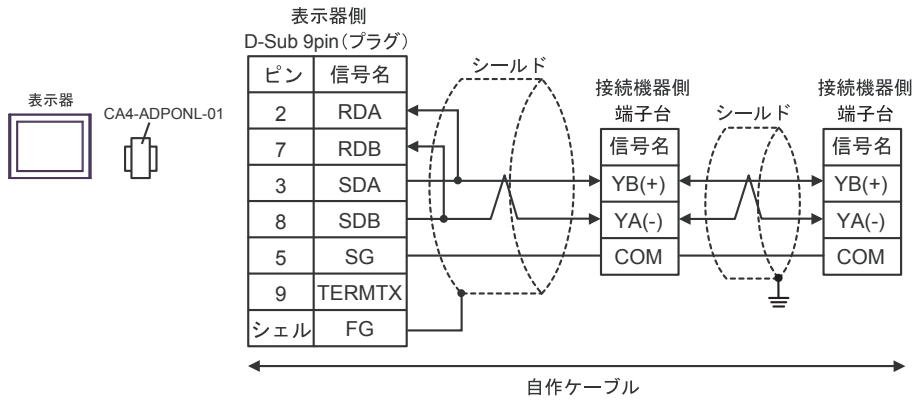 表示器
CA4-ADPONL-01
表示器側
D-Sub 9pin（プラグ）
ピン 信号名
2 RDA
7 RDB
3 SDA
8 SDB
5 SG
9 TERMTX
シェル FG
シールド
接続機器側
端子台
信号名
YB(+)
YA(-)
COM
シールド
接続機器側
端子台
信号名
YB(+)
YA(-)
COM
自作ケーブル